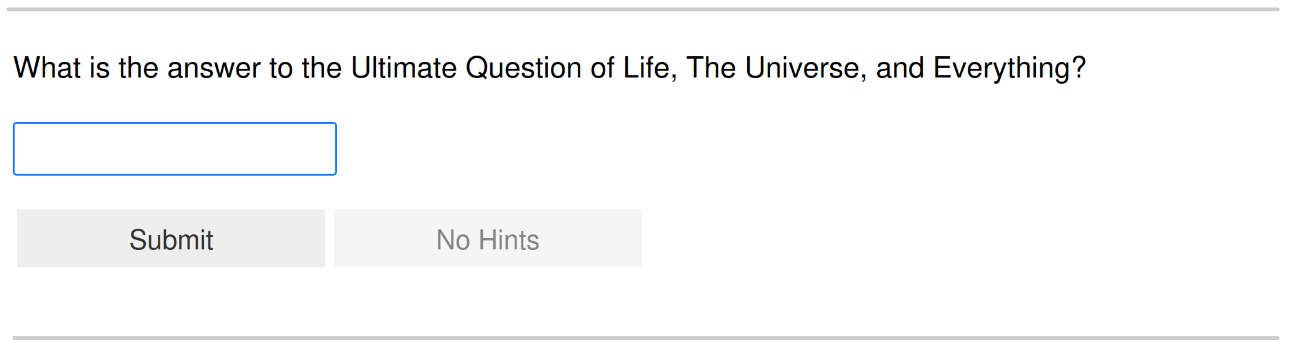 What is the answer to the Ultimate Question of Life, The Universe, and Everything?
Submit
No Hints